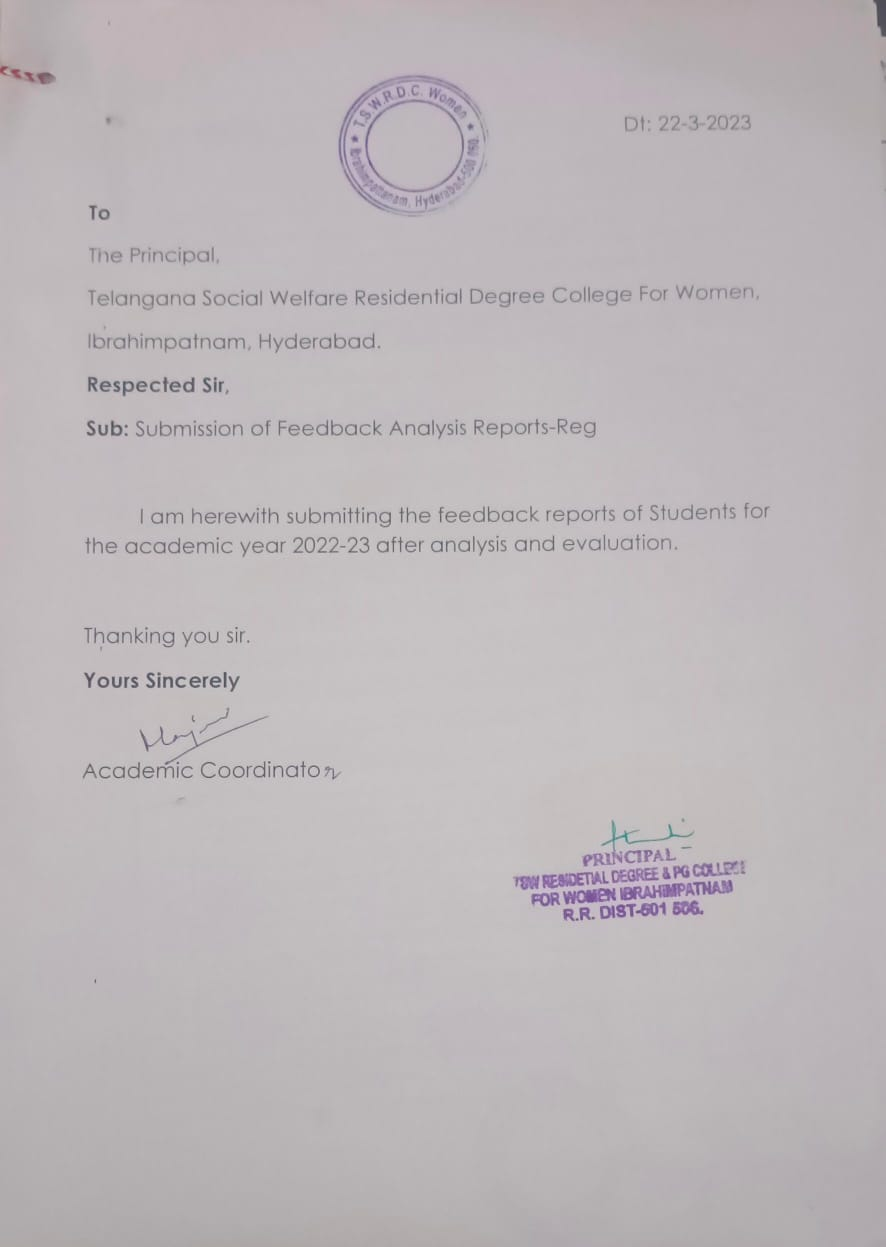 ★ T.S.W.R.D.C. Women ★
Ibrahimpattanam, Hyderabad-500 050.
Dt: 22-3-2023
To
The Principal,
Telangana Social Welfare Residential Degree College For Women,
Ibrahimpatnam, Hyderabad.
Respected Sir,
Sub: Submission of Feedback Analysis Reports-Reg
I am herewith submitting the feedback reports of Students for
the academic year 2022-23 after analysis and evaluation.
Thanking you sir.
Yours Sincerely
Academic Coordinator
PRINCIPAL
TSW RESIDETIAL DEGREE & PG COLLEGE
FOR WOMEN IBRAHIMPATNAM
R.R. DIST-501 506.